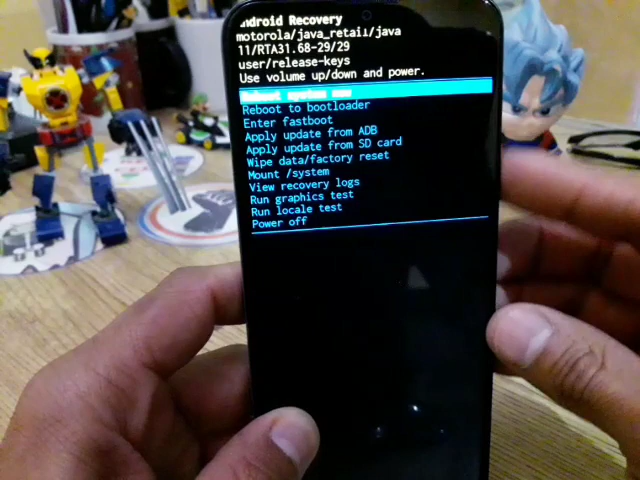 Android Recovery
motorola/java_retail/java
11/RTA31.68-29/29
user/release-keys
Use volume up/down and power.
Reboot system now
Reboot to bootloader
Enter fastboot
Apply update from ADB
Apply update from SD card
Wipe data/factory reset
Mount /system
View recovery logs
Run graphics test
Run locale test
Power off